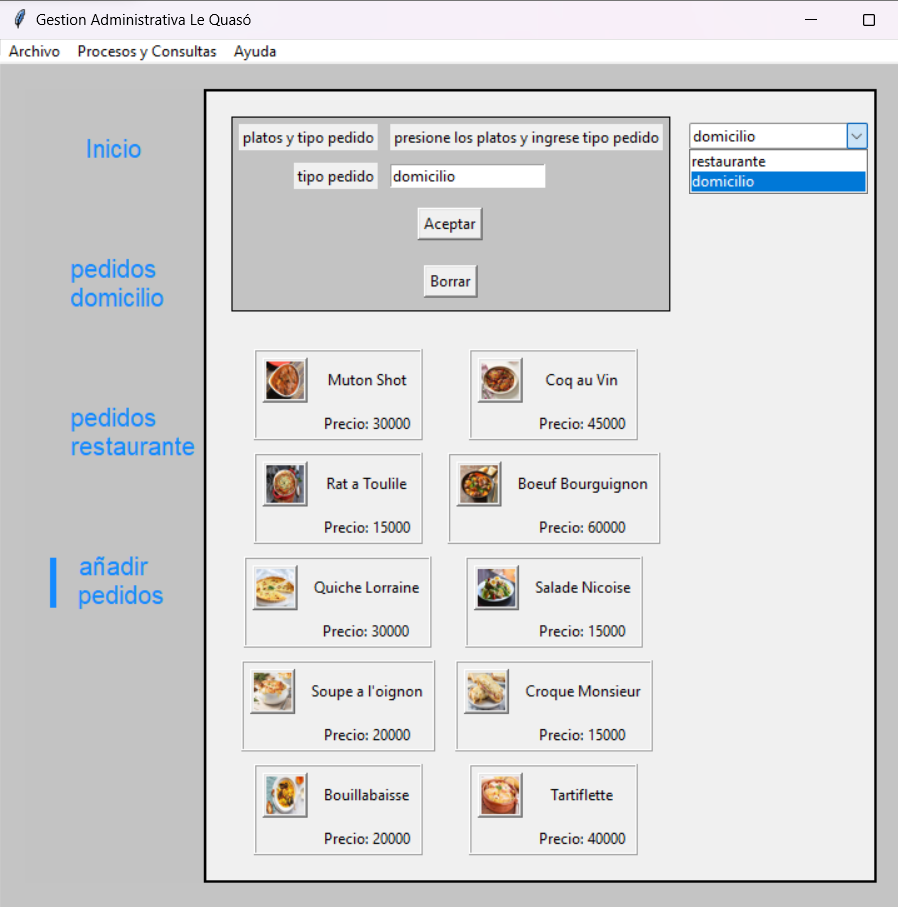 Gestion Administrativa Le Quasó
Archivo Procesos y Consultas Ayuda
Inicio
pedidos
domicilio
pedidos
restaurante
añadir
pedidos
platos y tipo pedido presione los platos y ingrese tipo pedido
tipo pedido domicilio
Aceptar
Borrar
domicilio
restaurante
domicilio
Muton Shot
Precio: 30000
Coq au Vin
Precio: 45000
Rat a Toulile
Precio: 15000
Boeuf Bourguignon
Precio: 60000
Quiche Lorraine
Precio: 30000
Salade Nicoise
Precio: 15000
Soupe a l'oignon
Precio: 20000
Croque Monsieur
Precio: 15000
Bouillabaisse
Precio: 20000
Tartiflette
Precio: 40000